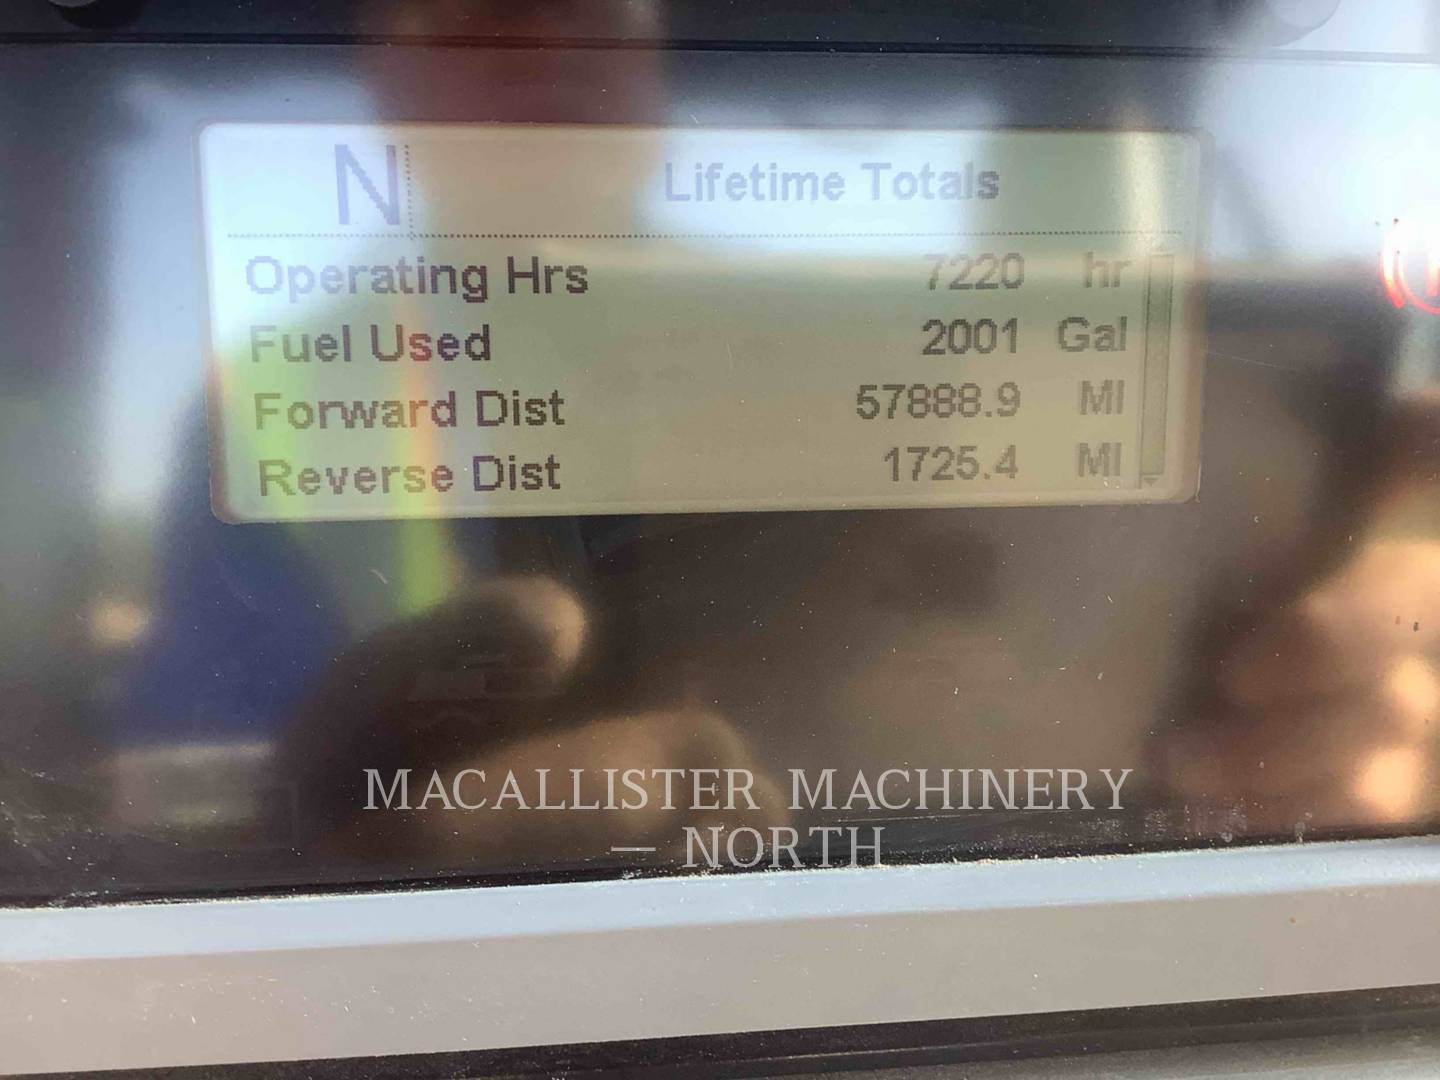 N Lifetime Totals
Operating Hrs 7220 hr
Fuel Used 2001 Gal
Forward Dist 57888.9 MI
Reverse Dist 1725.4 MI
MACALLISTER MACHINERY
— NORTH